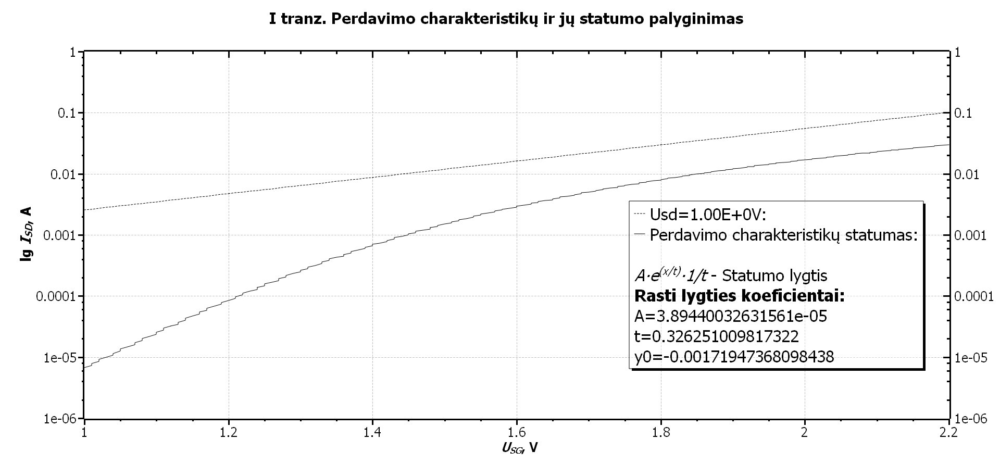 I tranz. Perdavimo charakteristikų ir jų statumo palyginimas
1
0.1
0.01
0.001
0.0001
1e-05
1e-06
1
0.1
0.01
0.001
0.0001
1e-05
1e-06
lg I_SD, A
Usd=1.00E+0V:
Perdavimo charakteristikų statumas:
A·e^(x/t)·1/t - Statumo lygtis
Rasti lygties koeficientai:
A=3.89440032631561e-05
t=0.326251009817322
y0=-0.00171947368098438
1 1.2 1.4 1.6 1.8 2 2.2
U_SG, V